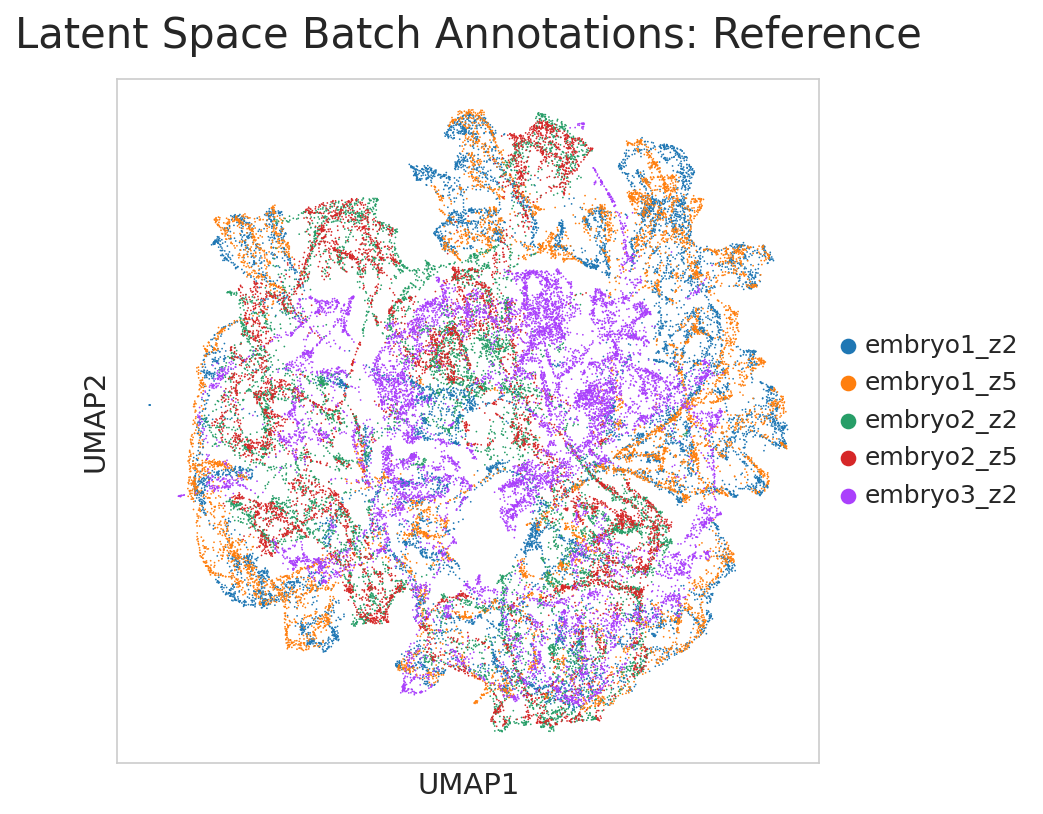 Latent Space Batch Annotations: Reference
UMAP2
embryo1_z2
embryo1_z5
embryo2_z2
embryo2_z5
embryo3_z2
UMAP1